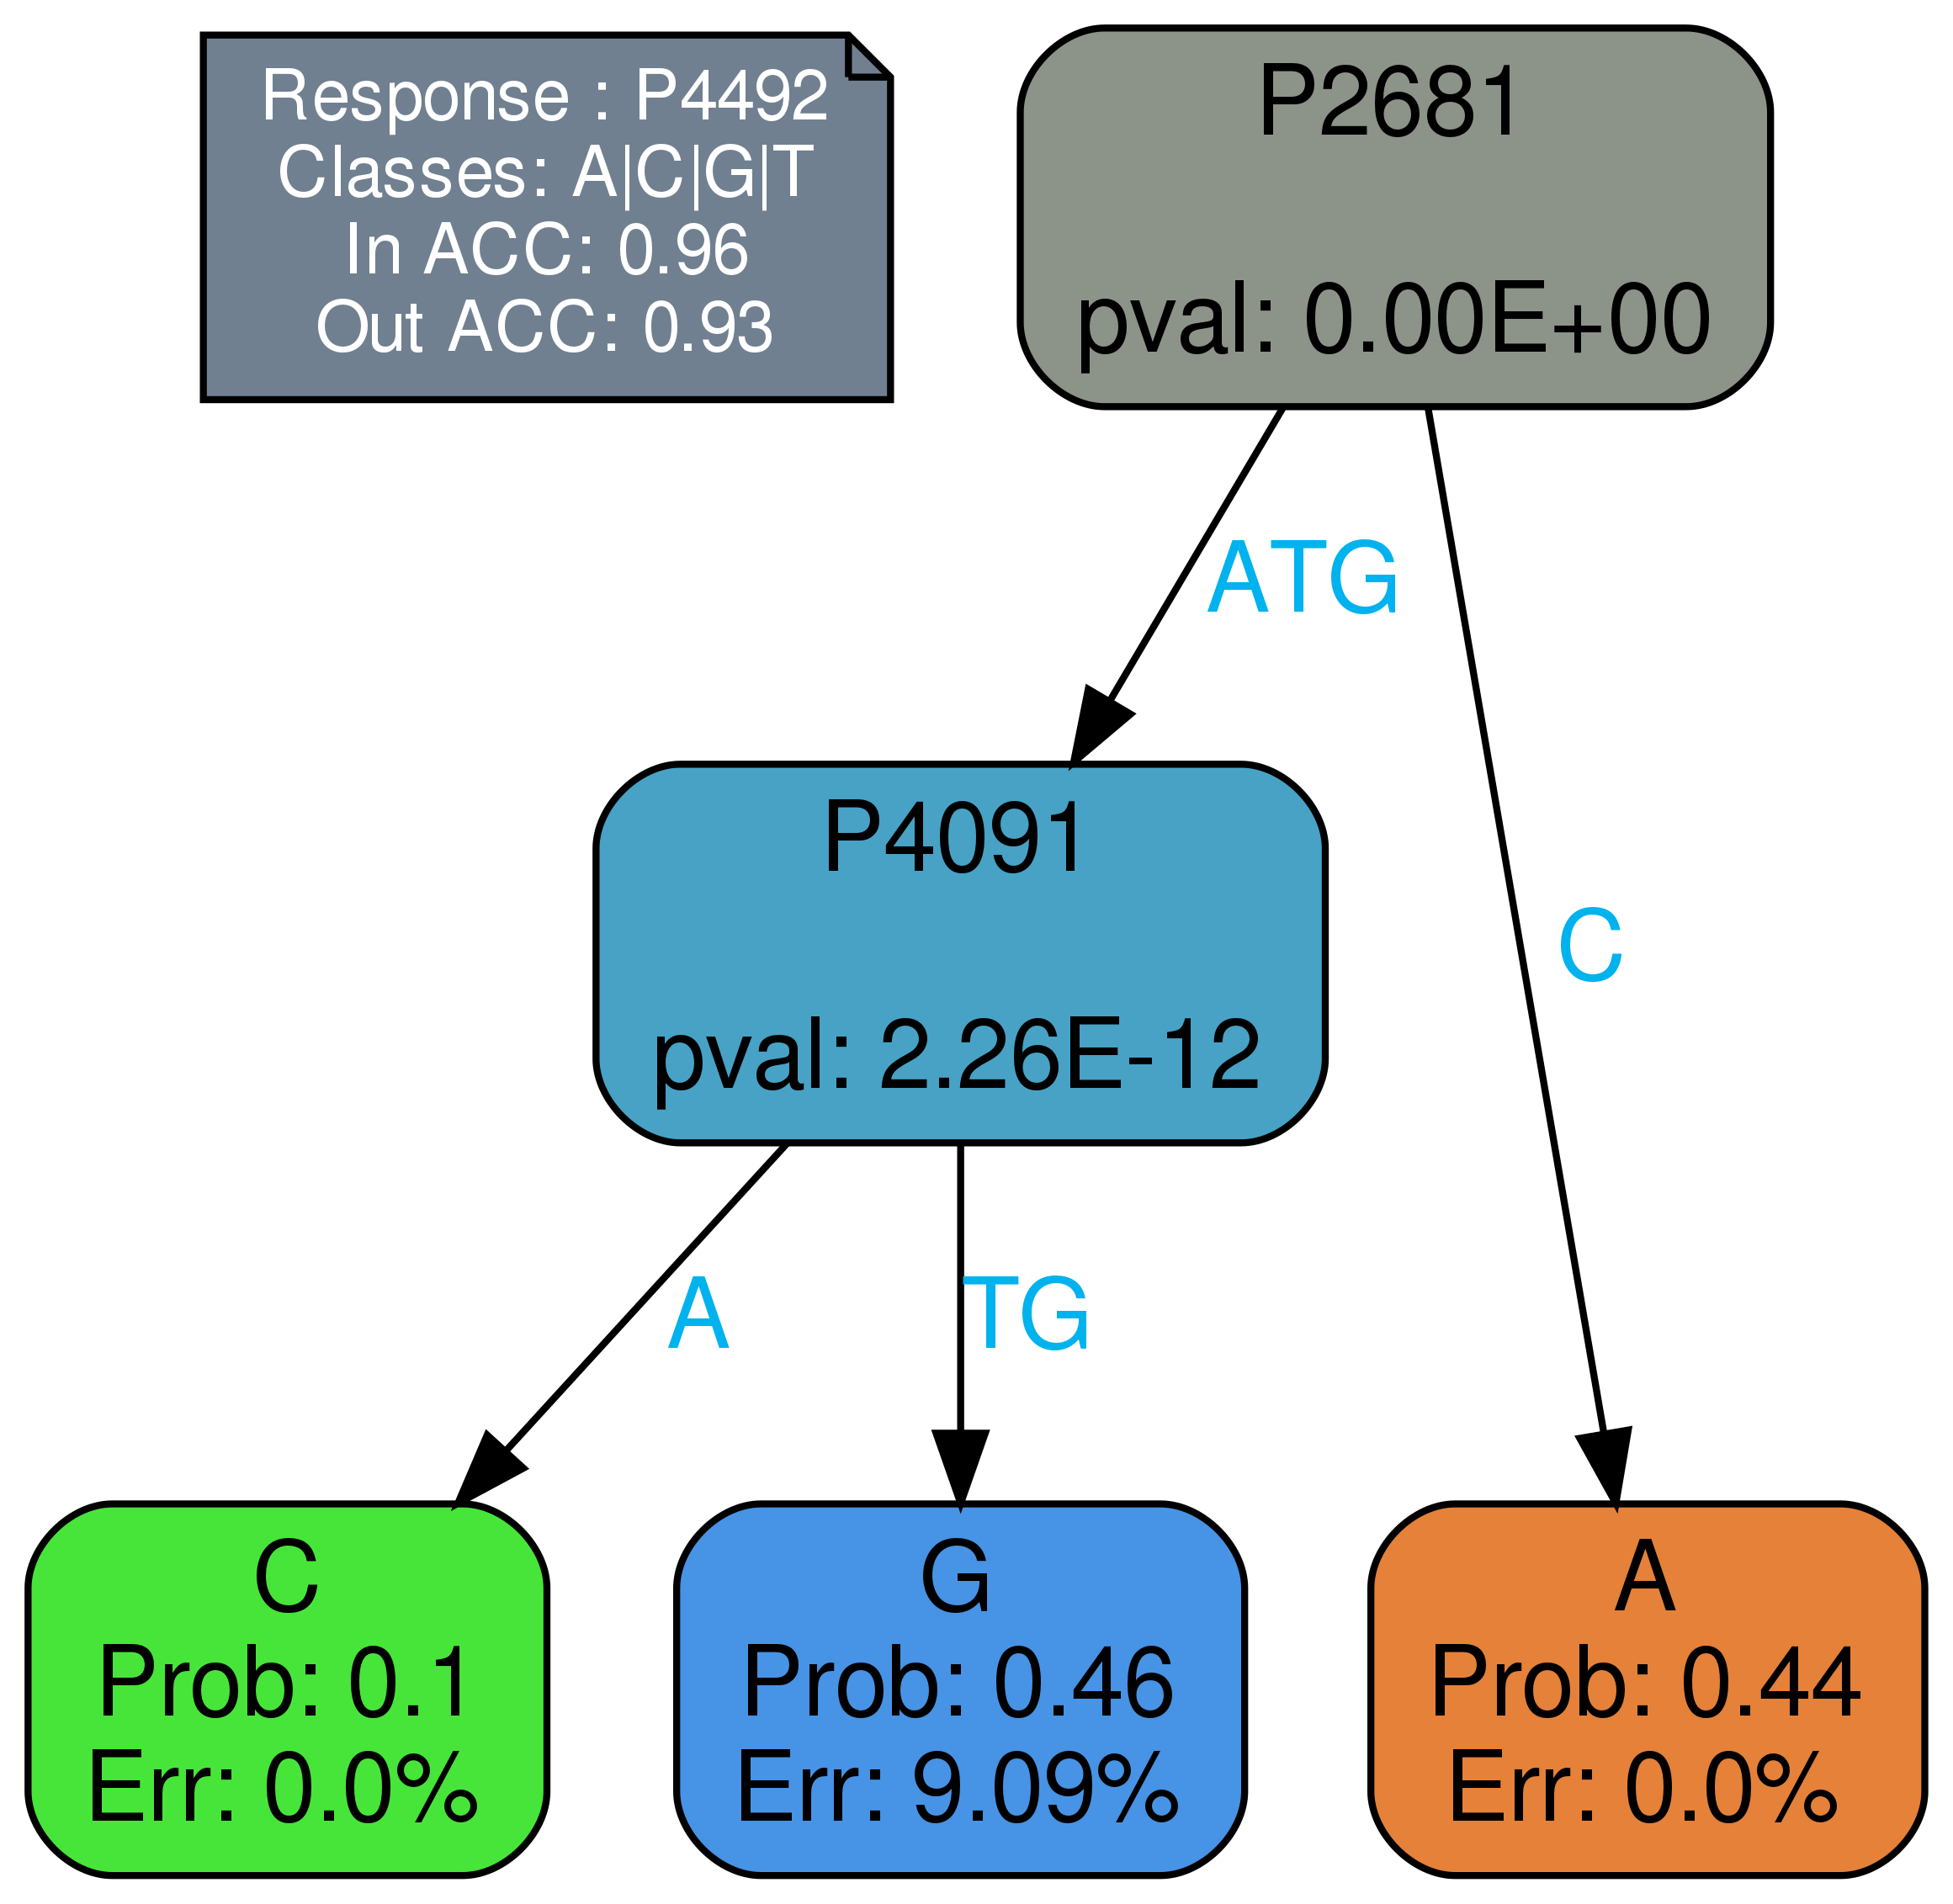 Response : P4492
Classes: A|C|G|T
In ACC: 0.96
Out ACC: 0.93
P2681
pval: 0.00E+00
ATG
C
P4091
pval: 2.26E-12
A
TG
C
Prob: 0.1
Err: 0.0%
G
Prob: 0.46
Err: 9.09%
A
Prob: 0.44
Err: 0.0%